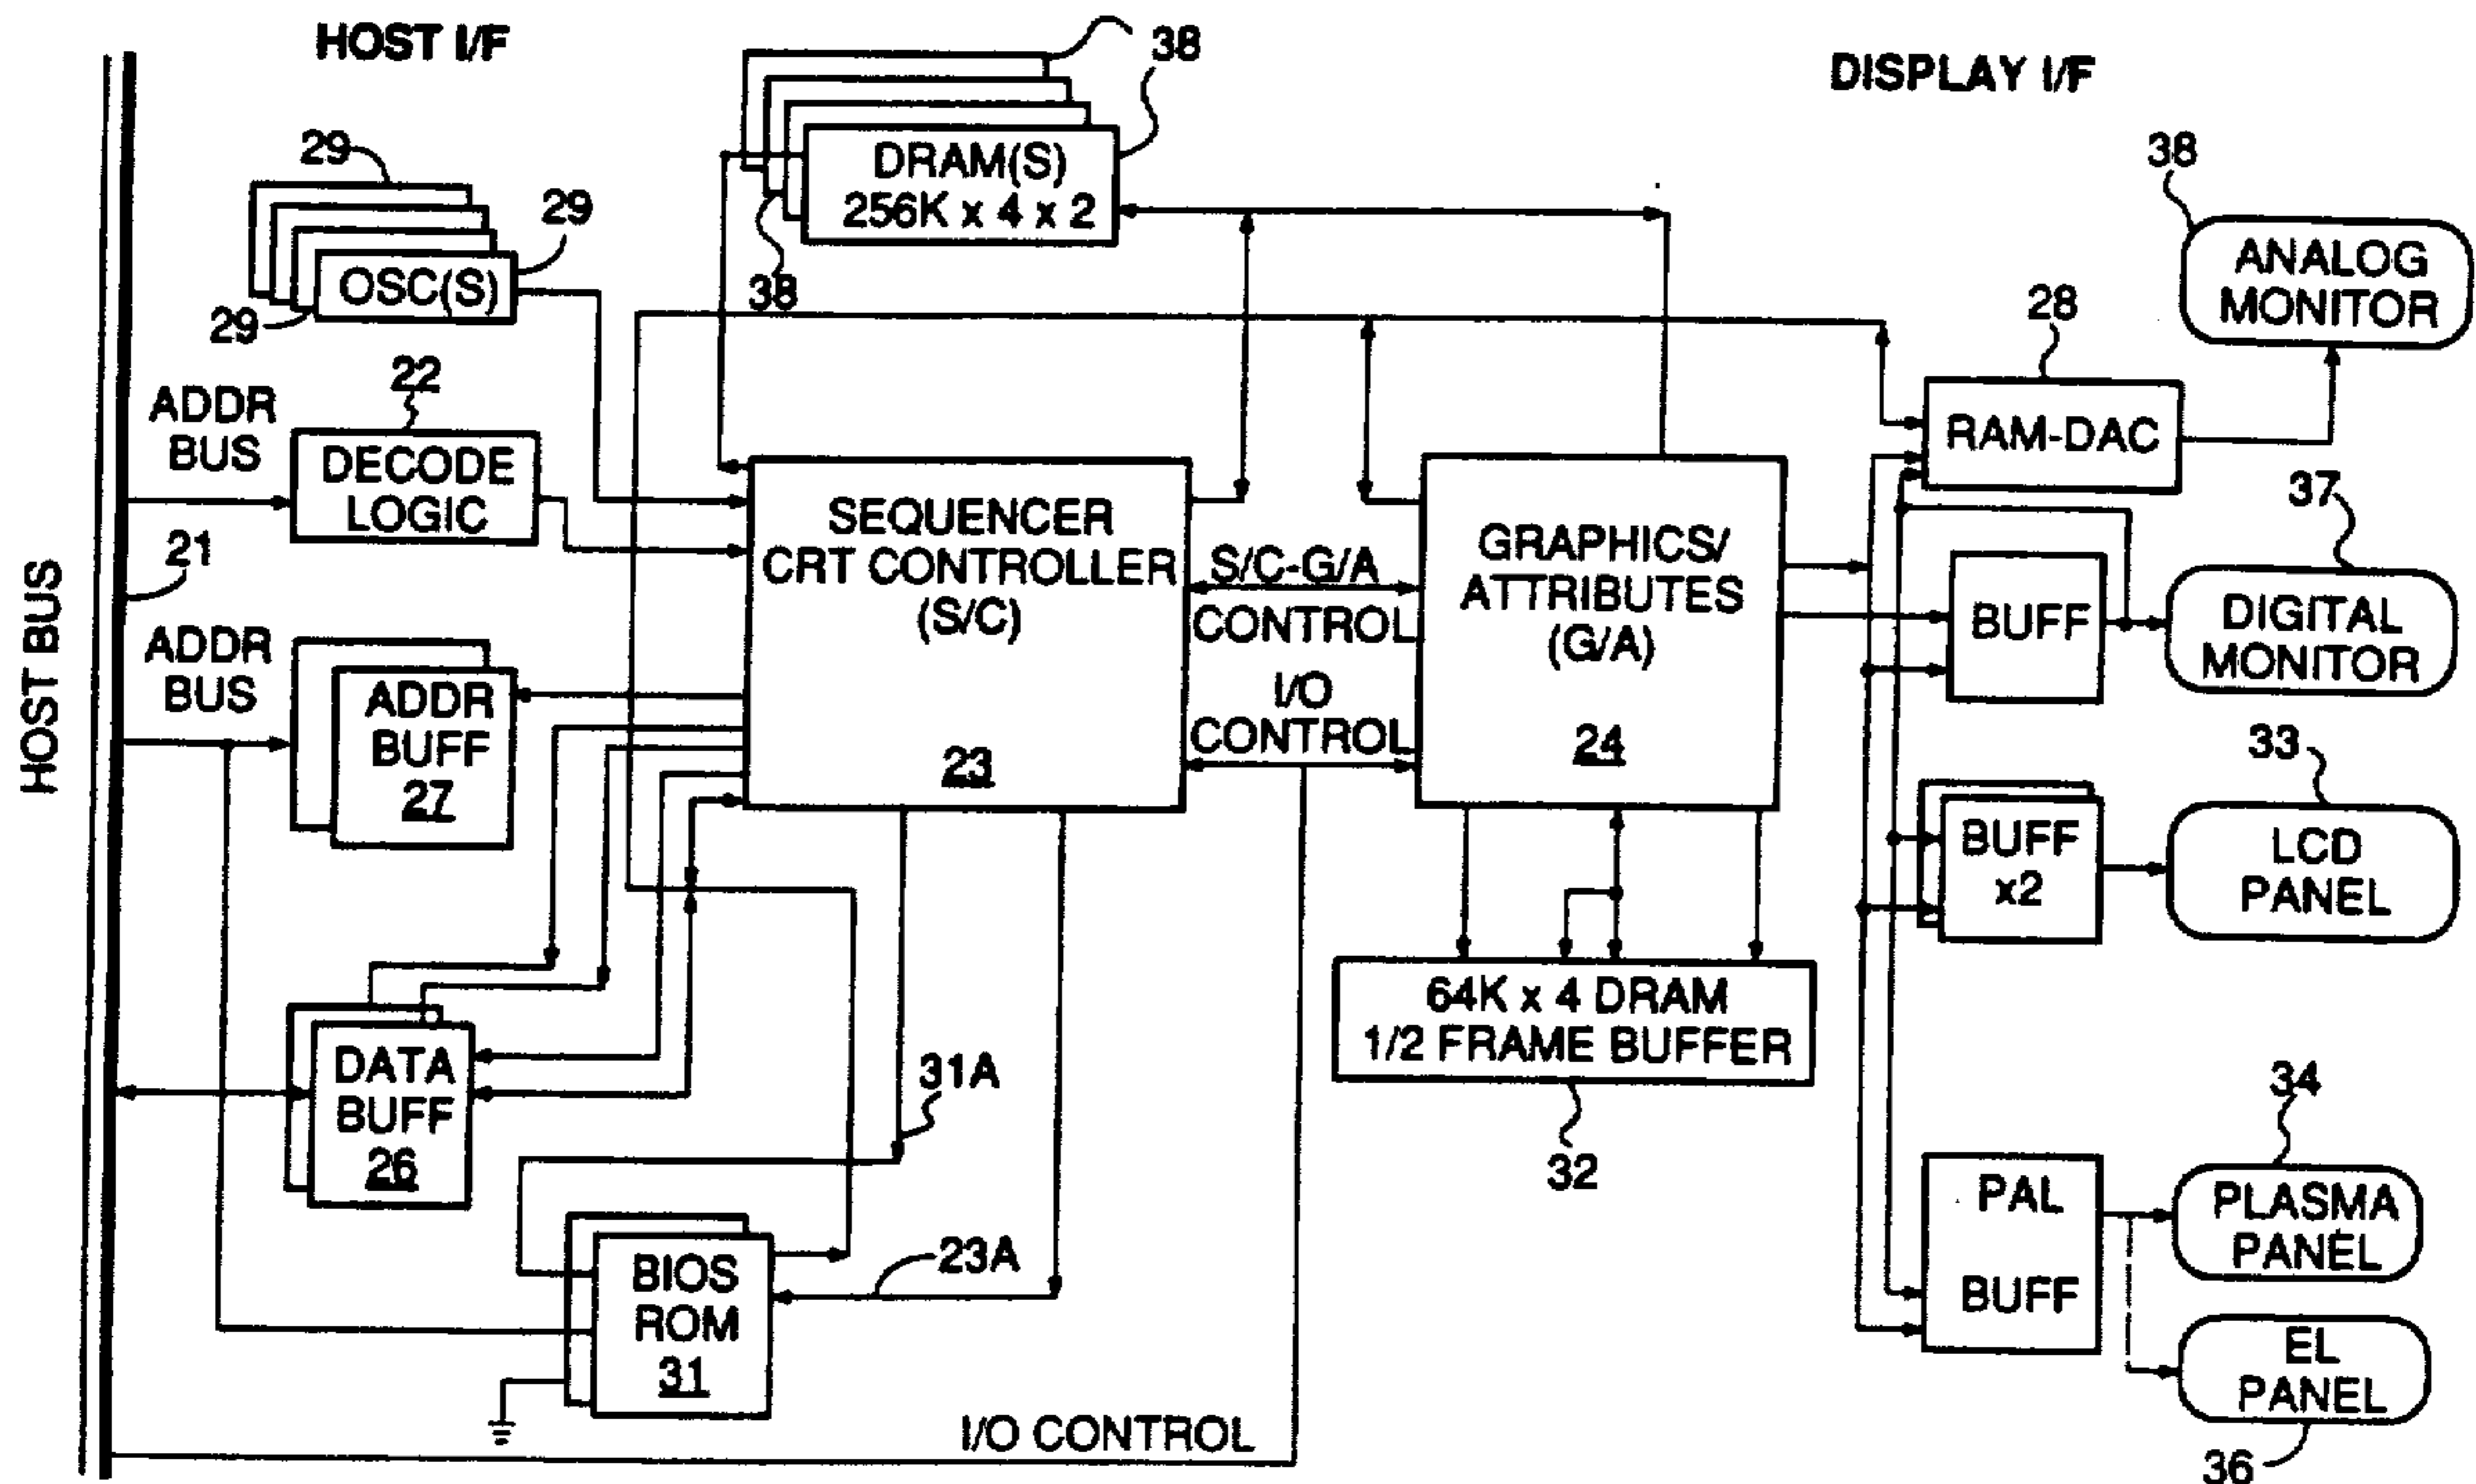 HOST I/F
38
DISPLAY I/F
29
DRAM(S)
256K x 4 x 2
38
29
OSC(S)
38
29
ANALOG
MONITOR
28
22
ADDR
BUS
DECODE
LOGIC
RAM-DAC
37
21
SEQUENCER
CRT CONTROLLER
(S/C)
S/C-G/A
CONTROL
GRAPHICS/
ATTRIBUTES
(G/A)
BUFF
DIGITAL
MONITOR
HOST BUS
ADDR
BUS
ADDR
BUFF
27
I/O
CONTROL
23
24
33
BUFF
x2
LCD
PANEL
64K x 4 DRAM
1/2 FRAME BUFFER
32
DATA
BUFF
26
31A
34
PAL
BUFF
PLASMA
PANEL
23A
BIOS
ROM
31
EL
PANEL
I/O CONTROL
36